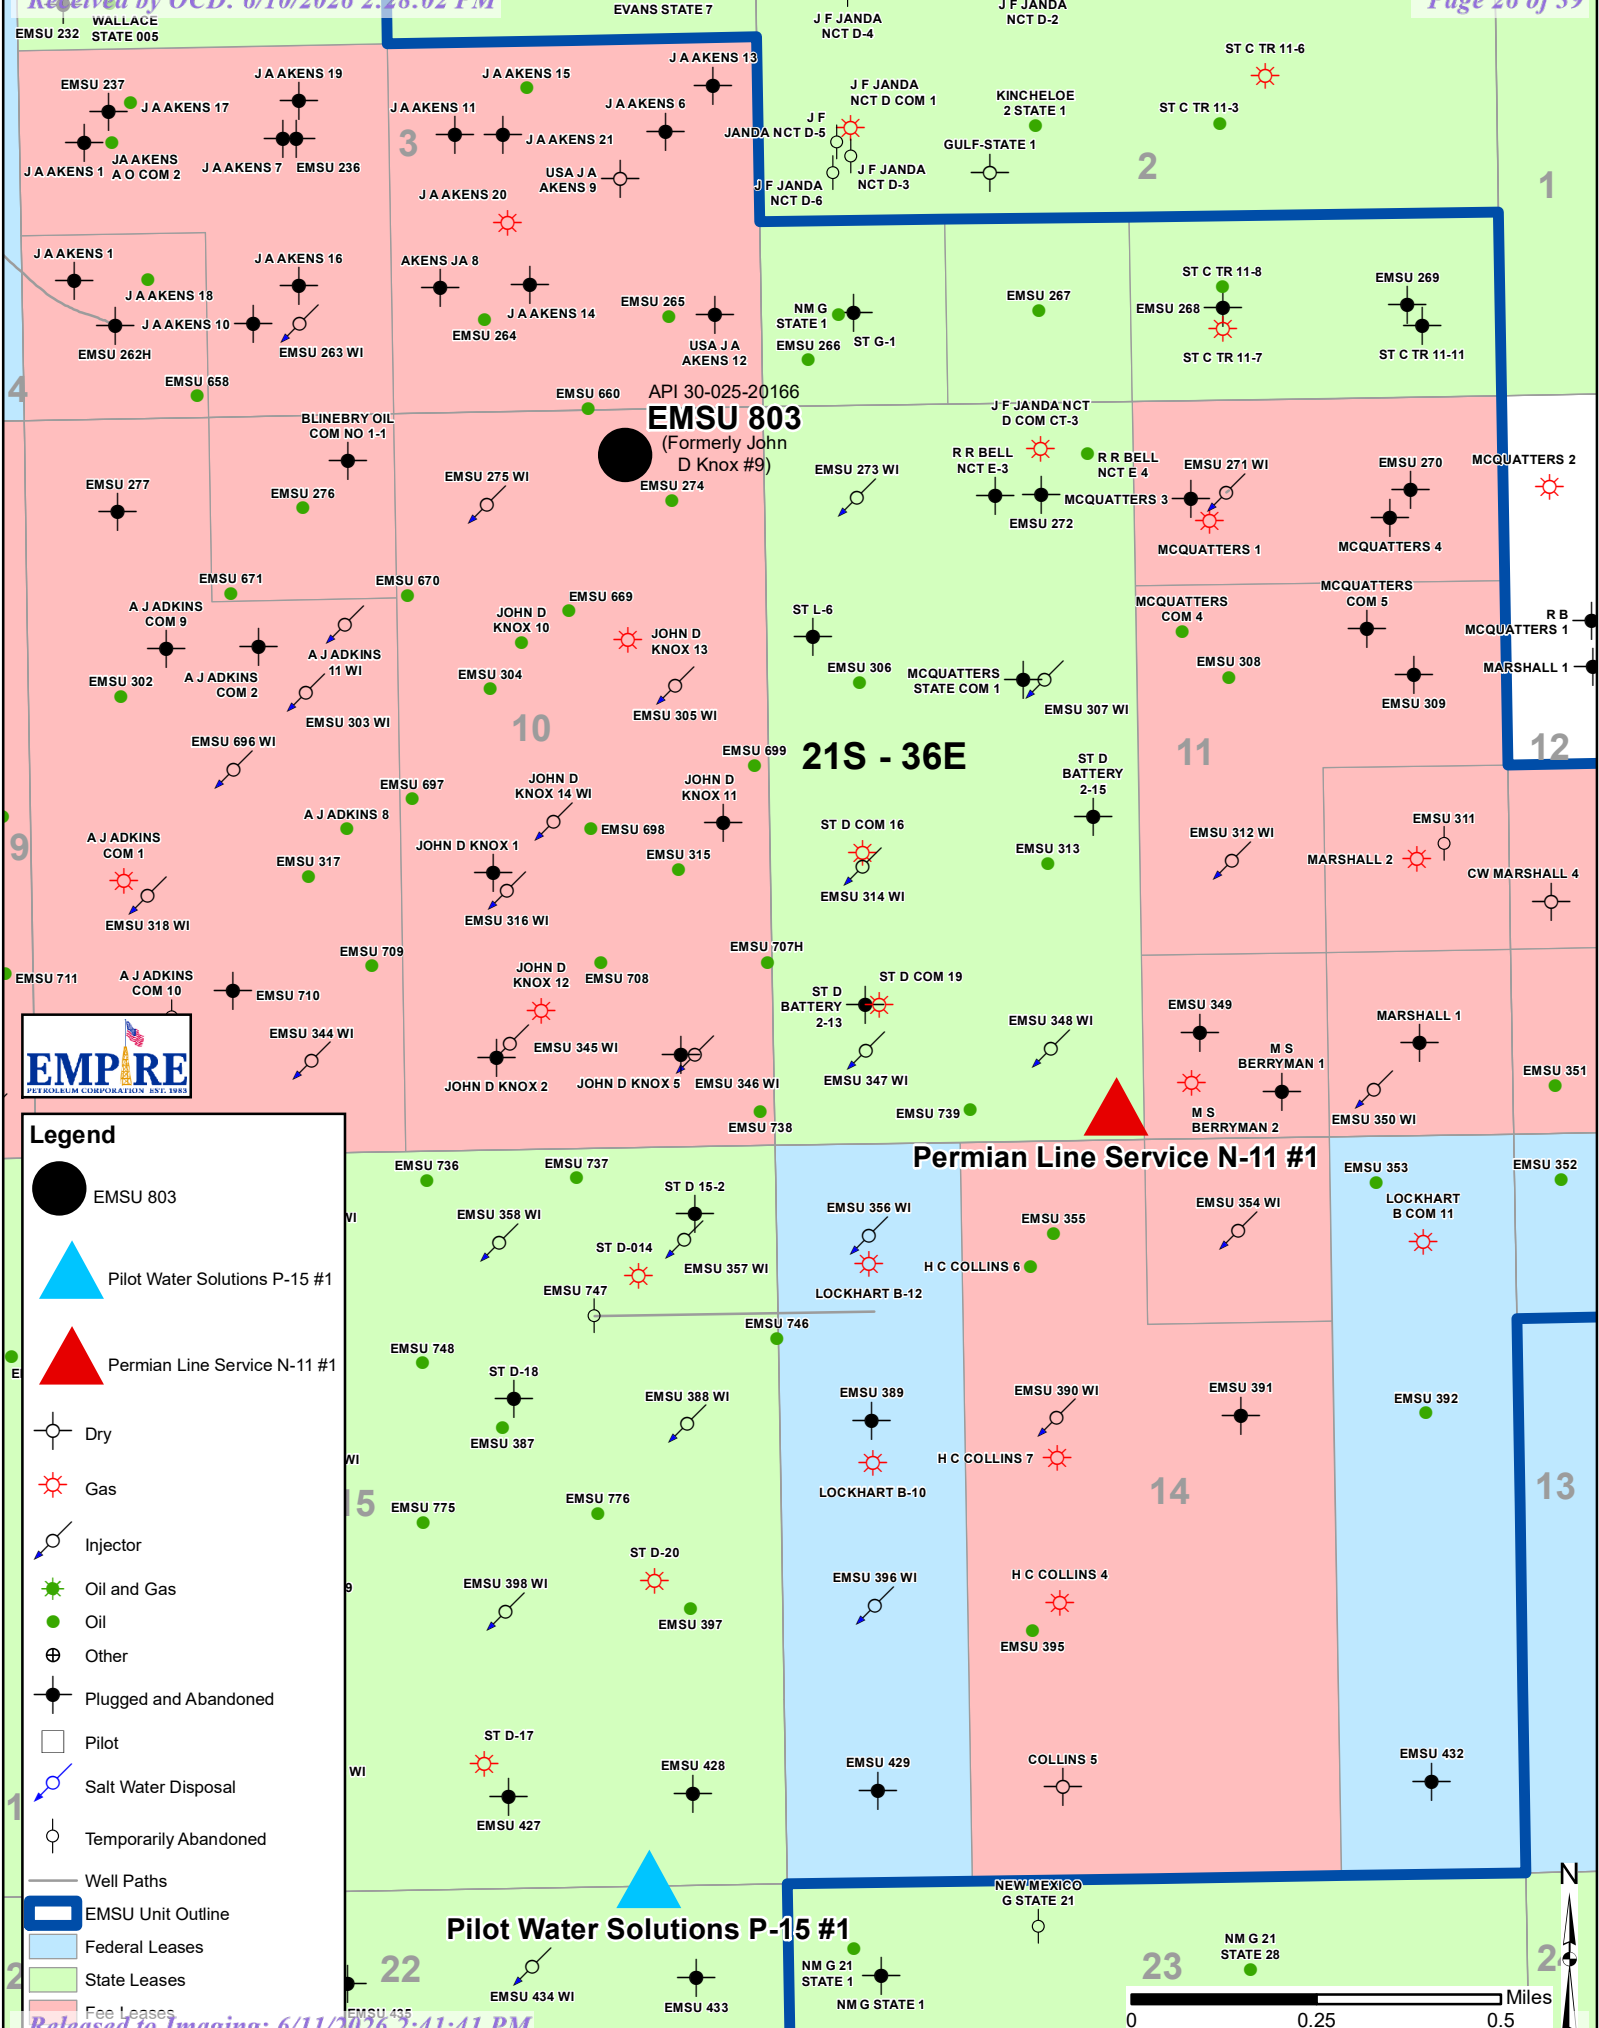 Received by OCD: 6/10/2026 2:28:02 PM
Page 26 of 39
EMSU 232
WALLACE
STATE 005
EVANS STATE 7
J F JANDA
NCT D-4
J F JANDA
NCT D-2
ST C TR 11-6
J A AKENS 13
J A AKENS 19
J A AKENS 15
EMSU 237
J A AKENS 17
J A AKENS 11
J A AKENS 6
J F JANDA
NCT D COM 1
KINCHELOE
2 STATE 1
ST C TR 11-3
J F
JANDA NCT D-5
3
J A AKENS 21
GULF-STATE 1
2
J A AKENS 1
JA AKENS
A O COM 2
J A AKENS 7
EMSU 236
USA J A
AKENS 9
J F JANDA
NCT D-3
J F JANDA
NCT D-6
1
J A AKENS 20
J A AKENS 1
J A AKENS 16
AKENS JA 8
ST C TR 11-8
EMSU 269
J A AKENS 18
J A AKENS 14
EMSU 265
NM G
STATE 1
EMSU 267
EMSU 268
J A AKENS 10
EMSU 264
ST G-1
EMSU 262H
EMSU 263 WI
USA J A
AKENS 12
EMSU 266
ST C TR 11-7
ST C TR 11-11
4
EMSU 658
EMSU 660
API 30-025-20166
EMSU 803
(Formerly John
D Knox #9)
BLINEBRY OIL
COM NO 1-1
J F JANDA NCT
D COM CT-3
R R BELL
NCT E-3
R R BELL
NCT E 4
EMSU 271 WI
EMSU 270
MCQUATTERS 2
EMSU 277
EMSU 276
EMSU 275 WI
EMSU 274
EMSU 273 WI
MCQUATTERS 3
EMSU 272
MCQUATTERS 1
MCQUATTERS 4
EMSU 671
EMSU 670
EMSU 669
A J ADKINS
COM 9
JOHN D
KNOX 10
JOHN D
KNOX 13
ST L-6
MCQUATTERS
COM 4
MCQUATTERS
COM 5
R B
MCQUATTERS 1
A J ADKINS
11 WI
A J ADKINS
COM 2
EMSU 302
EMSU 304
EMSU 306
MCQUATTERS
STATE COM 1
EMSU 308
MARSHALL 1
EMSU 303 WI
EMSU 305 WI
EMSU 307 WI
EMSU 309
10
EMSU 696 WI
EMSU 699
21S - 36E
11
12
ST D
BATTERY
2-15
EMSU 697
JOHN D
KNOX 14 WI
JOHN D
KNOX 11
A J ADKINS 8
EMSU 698
ST D COM 16
EMSU 312 WI
EMSU 311
9
A J ADKINS
COM 1
JOHN D KNOX 1
EMSU 313
MARSHALL 2
EMSU 317
EMSU 315
CW MARSHALL 4
EMSU 318 WI
EMSU 316 WI
EMSU 314 WI
EMSU 709
EMSU 707H
EMSU 711
A J ADKINS
COM 10
EMSU 710
JOHN D
KNOX 12
EMSU 708
ST D COM 19
ST D
BATTERY
2-13
EMSU 349
MARSHALL 1
EMSU 344 WI
EMSU 345 WI
EMSU 348 WI
M S
BERRYMAN 1
JOHN D KNOX 2
JOHN D KNOX 5
EMSU 346 WI
EMSU 347 WI
EMSU 351
EMSU 738
EMSU 739
M S
BERRYMAN 2
EMSU 350 WI
EMPIRE
PETROLEUM CORPORATION EST. 1983
Permian Line Service N-11 #1
EMSU 736
EMSU 737
EMSU 353
EMSU 352
ST D 15-2
EMSU 358 WI
EMSU 356 WI
EMSU 355
EMSU 354 WI
LOCKHART
B COM 11
ST D-014
EMSU 357 WI
H C COLLINS 6
EMSU 747
LOCKHART B-12
EMSU 746
EMSU 748
ST D-18
EMSU 388 WI
EMSU 389
EMSU 390 WI
EMSU 391
EMSU 392
EMSU 387
H C COLLINS 7
LOCKHART B-10
15
14
13
EMSU 775
EMSU 776
ST D-20
EMSU 398 WI
EMSU 396 WI
H C COLLINS 4
EMSU 397
EMSU 395
ST D-17
EMSU 428
EMSU 429
COLLINS 5
EMSU 432
EMSU 427
Pilot Water Solutions P-15 #1
NEW MEXICO
G STATE 21
22
EMSU 434 WI
EMSU 433
NM G 21
STATE 1
NM G STATE 1
NM G 21
STATE 28
23
EMSU 435
N
Miles
0
0.25
0.5
Legend
EMSU 803
Pilot Water Solutions P-15 #1
Permian Line Service N-11 #1
Dry
Gas
Injector
Oil and Gas
Oil
Other
Plugged and Abandoned
Pilot
Salt Water Disposal
Temporarily Abandoned
Well Paths
EMSU Unit Outline
Federal Leases
State Leases
Fee Leases
Released to Imaging: 6/11/2026 2:41:41 PM